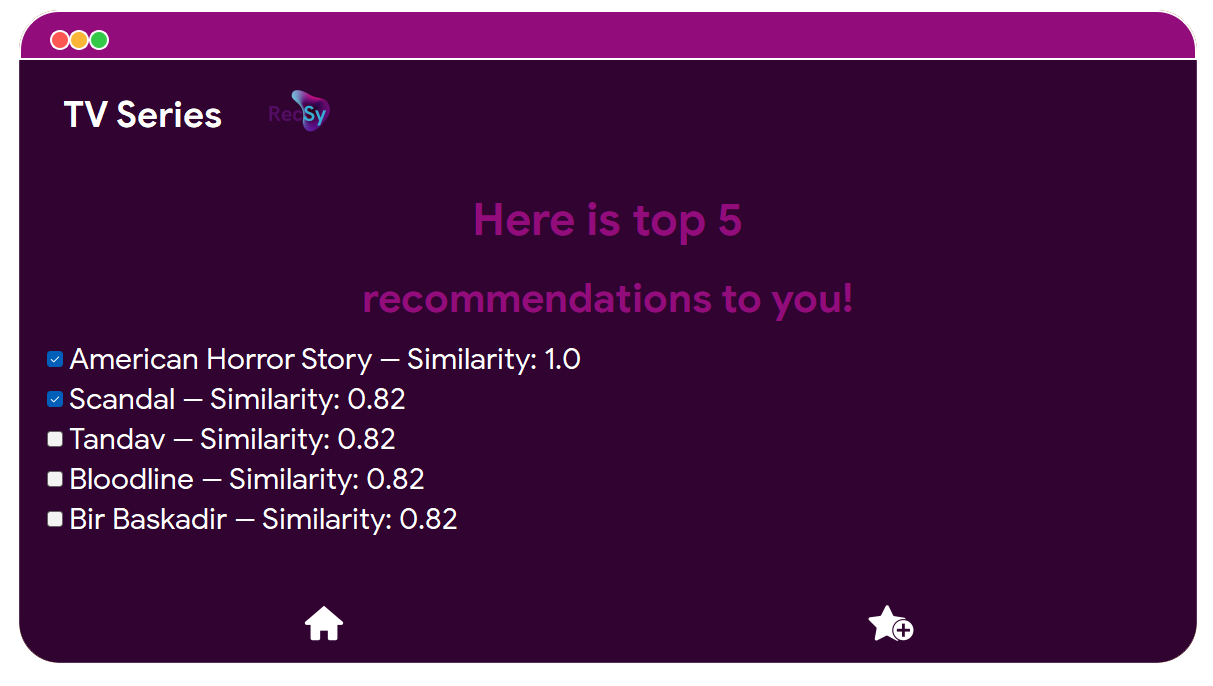 TV Series
RecSy
Here is top 5
recommendations to you!
American Horror Story — Similarity: 1.0
Scandal — Similarity: 0.82
Tandav — Similarity: 0.82
Bloodline — Similarity: 0.82
Bir Baskadir — Similarity: 0.82